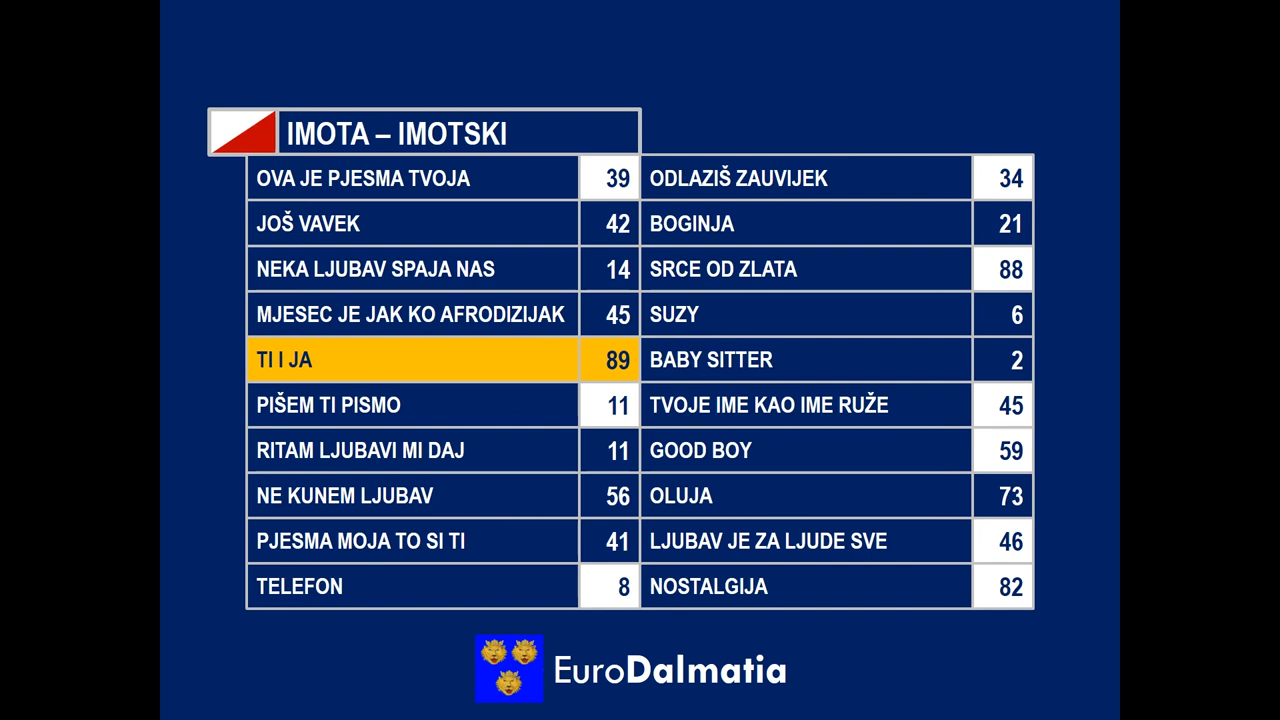 IMOTA – IMOTSKI
OVA JE PJESMA TVOJA 39 ODLAZIŠ ZAUVIJEK 34
JOŠ VAVEK 42 BOGINJA 21
NEKA LJUBAV SPAJA NAS 14 SRCE OD ZLATA 88
MJESEC JE JAK KO AFRODIZIJAK 45 SUZY 6
TI I JA 89 BABY SITTER 2
PIŠEM TI PISMO 11 TVOJE IME KAO IME RUŽE 45
RITAM LJUBAVI MI DAJ 11 GOOD BOY 59
NE KUNEM LJUBAV 56 OLUJA 73
PJESMA MOJA TO SI TI 41 LJUBAV JE ZA LJUDE SVE 46
TELEFON 8 NOSTALGIJA 82
EuroDalmatia